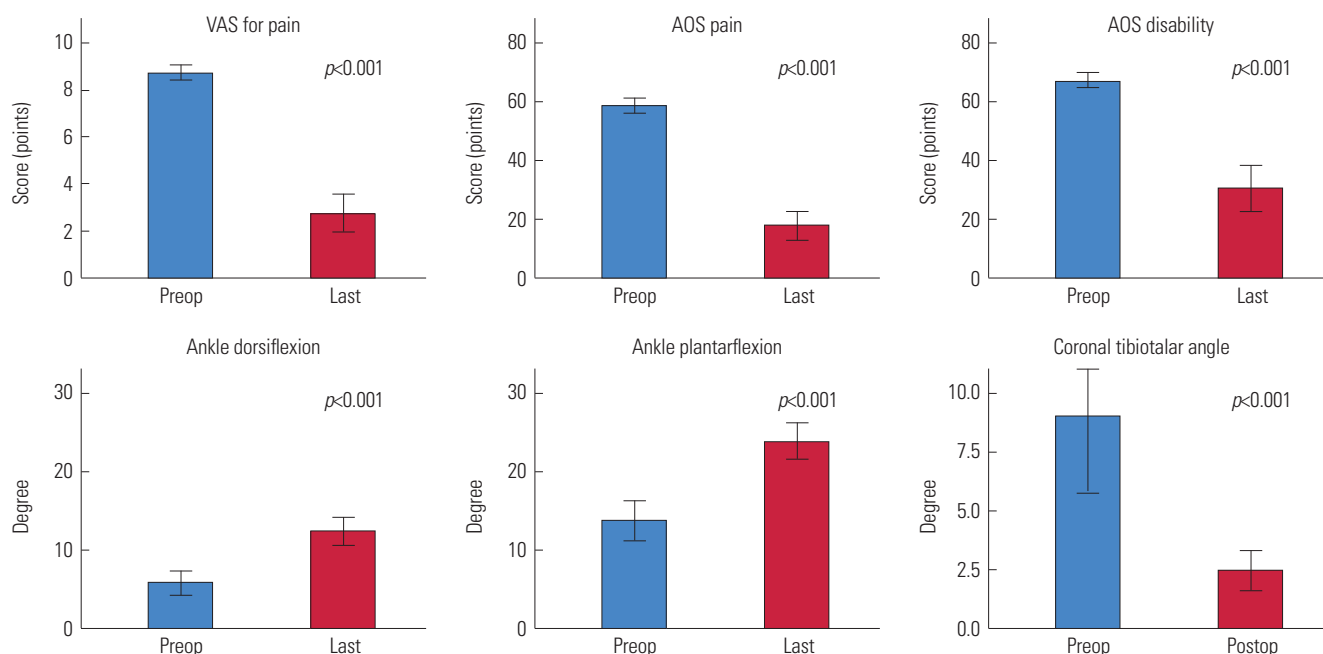 VAS for pain
Score (points)
10
8
6
4
2
0
p<0.001
Preop
Last
AOS pain
Score (points)
80
60
40
20
0
p<0.001
Preop
Last
AOS disability
Score (points)
80
60
40
20
0
p<0.001
Preop
Last
Ankle dorsiflexion
Degree
30
20
10
0
p<0.001
Preop
Last
Ankle plantarflexion
Degree
30
20
10
0
p<0.001
Preop
Last
Coronal tibiotalar angle
Degree
10.0
7.5
5.0
2.5
0.0
p<0.001
Preop
Postop